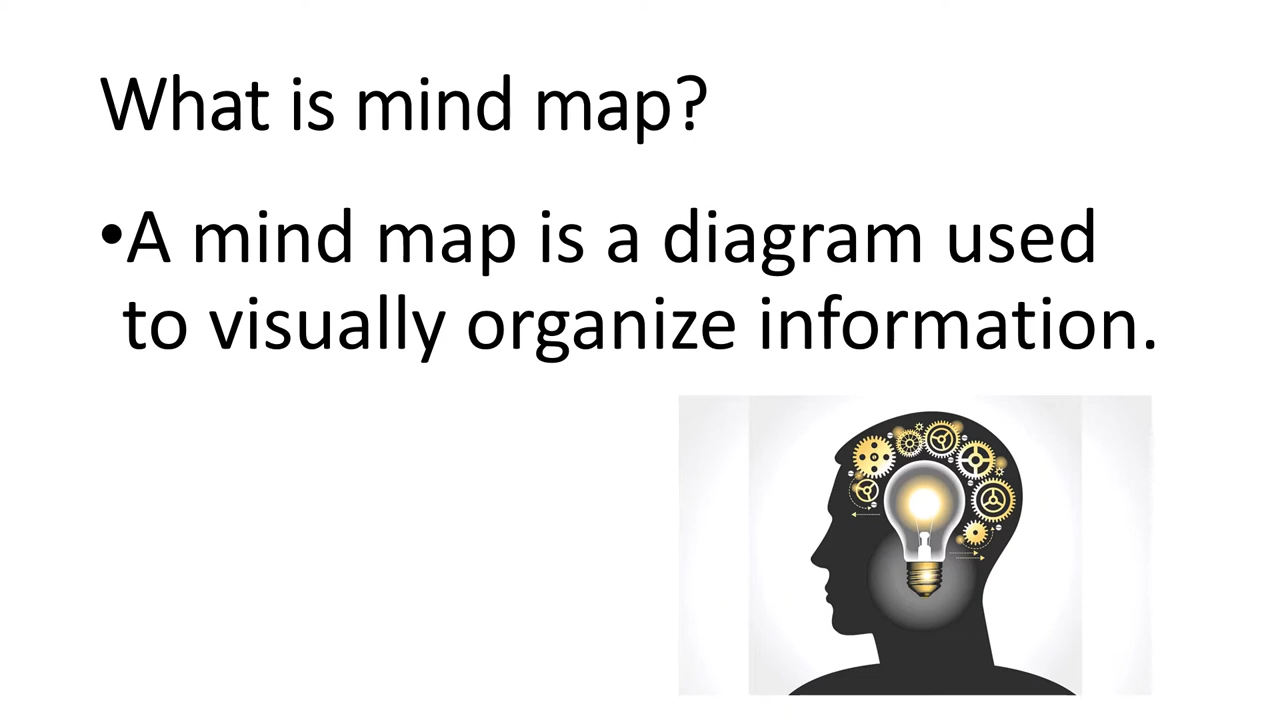 What is mind map?
•A mind map is a diagram used
to visually organize information.